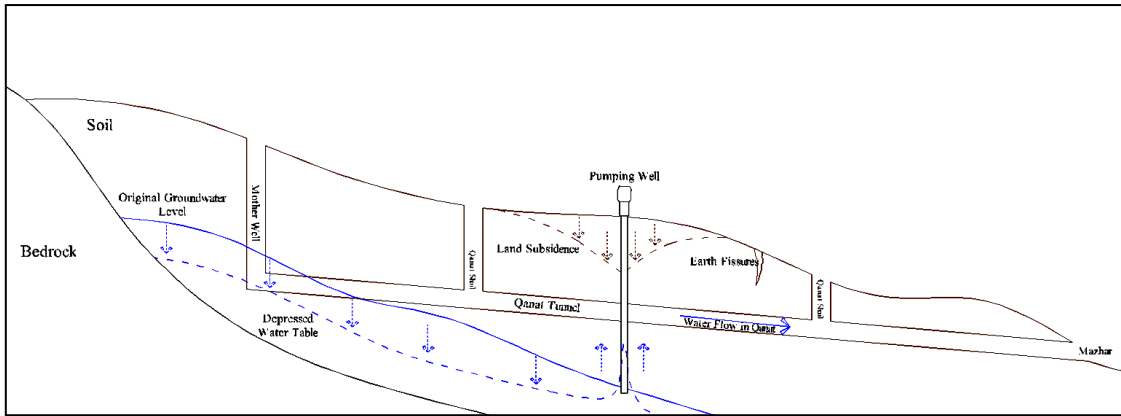 Soil
Pumping Well
Original Groundwater
Level
Mother Well
Bedrock
Land Subsidence
Earth Fissures
Qanat Shaft
Qanat Shaft
Qanat Tunnel
Depressed
Water Table
Water Flow in Qanat
Mazhar